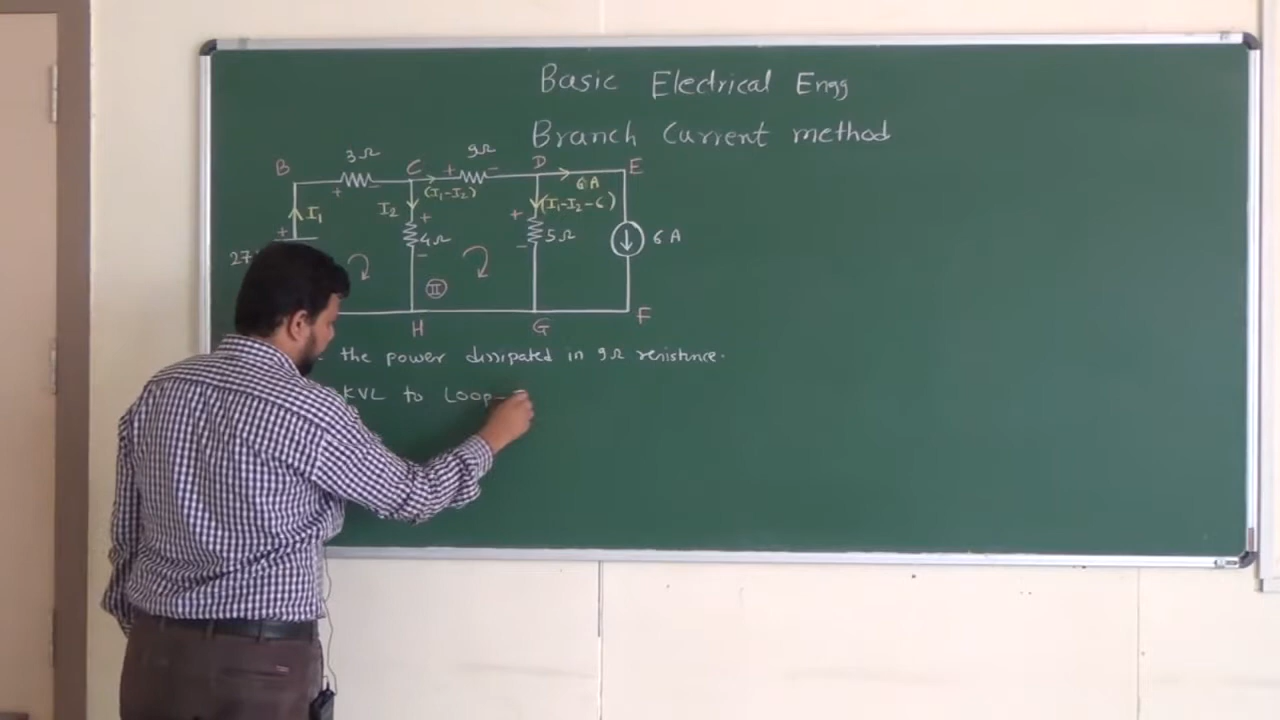 Basic Electrical Engg
Branch Current method
3Ω
9Ω
B
C
+
-
D
E
+
-
(I₁-I₂)
6A
I₁
I₂
+
+
(I₁-I₂-6)
+
4Ω
-
-
5Ω
6 A
27
II
H
G
F
the power dissipated in 9Ω resistance.
KVL to Loop-